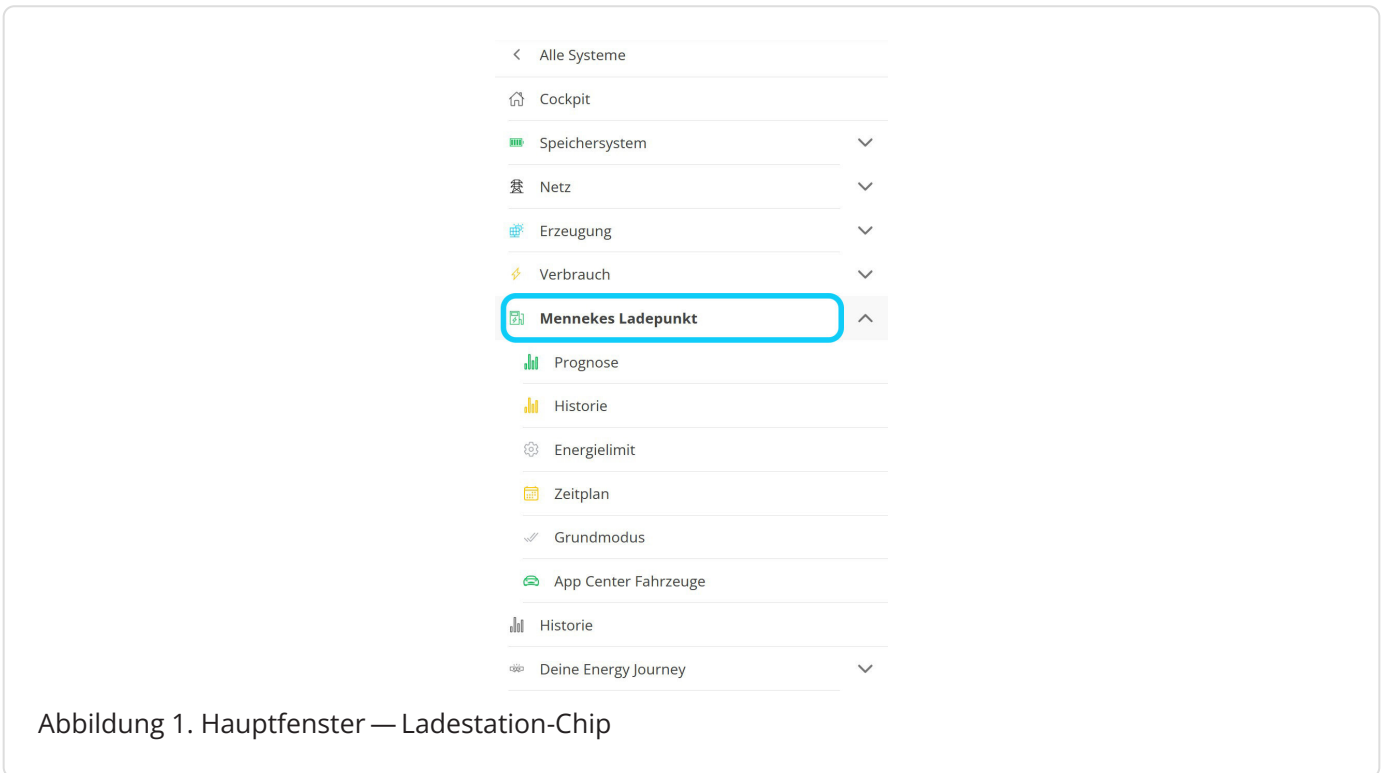 Alle Systeme
Cockpit
Speichersystem
Netz
Erzeugung
Verbrauch
Mennekes Ladepunkt
Prognose
Historie
Energielimit
Zeitplan
Grundmodus
App Center Fahrzeuge
Historie
Deine Energy Journey
Abbildung 1. Hauptfenster — Ladestation-Chip